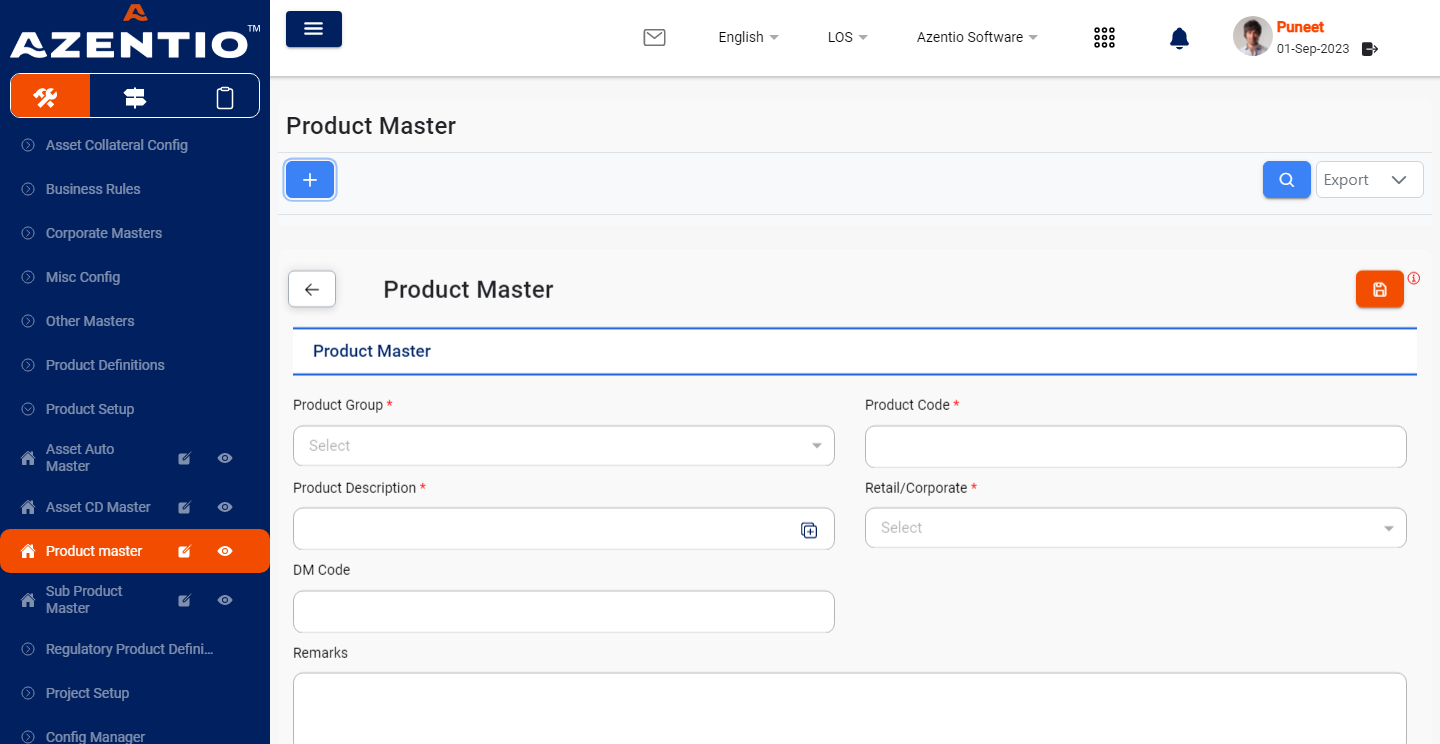 AZENTIO™
English
LOS
Azentio Software
Puneet
01-Sep-2023
Asset Collateral Config
Business Rules
Corporate Masters
Misc Config
Other Masters
Product Definitions
Product Setup
Asset Auto
Master
Asset CD Master
Product master
Sub Product
Master
Regulatory Product Defini...
Project Setup
Config Manager
Product Master
Export
Product Master
Product Master
Product Group *
Product Code *
Select
Product Description *
Retail/Corporate *
Select
DM Code
Remarks